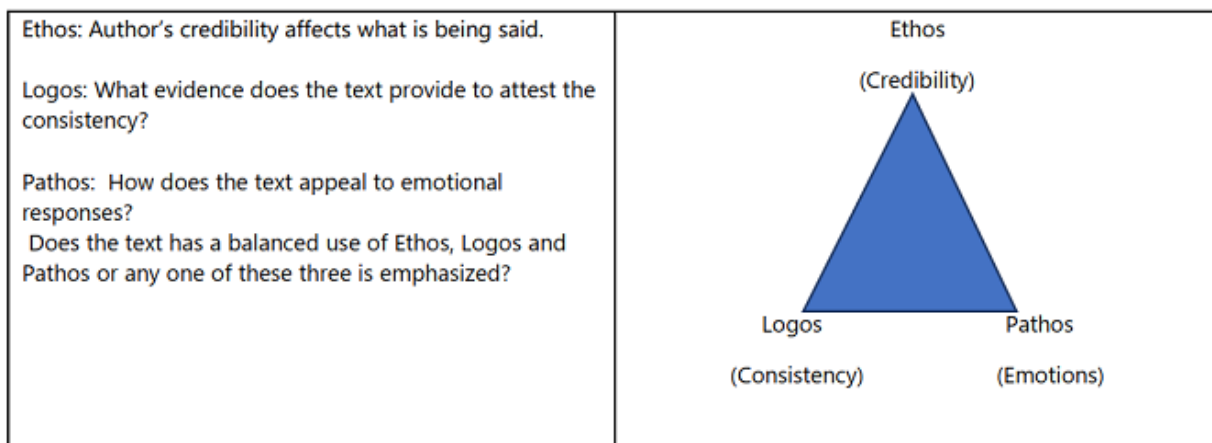 Ethos: Author’s credibility affects what is being said.
Logos: What evidence does the text provide to attest the
consistency?
Pathos:  How does the text appeal to emotional
responses?
Does the text has a balanced use of Ethos, Logos and
Pathos or any one of these three is emphasized?
Ethos
(Credibility)
Logos
Pathos
(Consistency)
(Emotions)